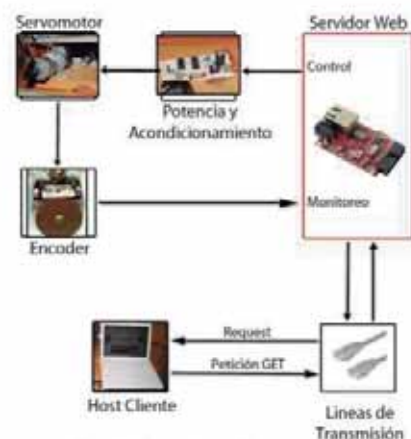 Servomotor
Servidor Web
Control
Potencia y
Acondicionamiento
Monitoreo
Encoder
Request
Petición GET
Host Cliente
Lineas de
Transmisión